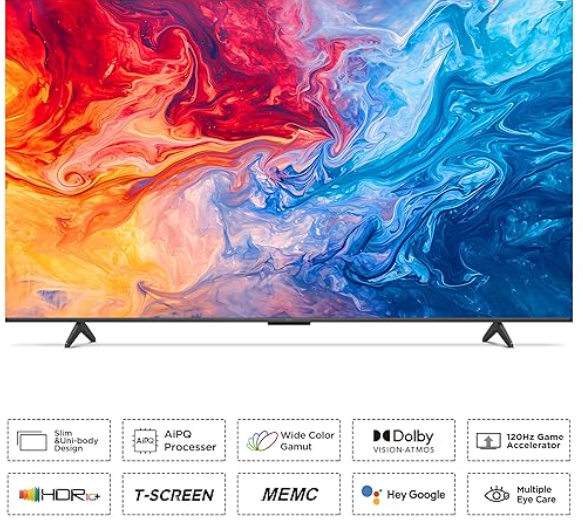 Slim
&Uni-body
Design
AiPQ
AiPQ
Processer
Wide Color
Gamut
Dolby
VISION·ATMOS
120Hz Game
Accelerator
HDR10+
T-SCREEN
MEMC
Hey Google
Multiple
Eye Care